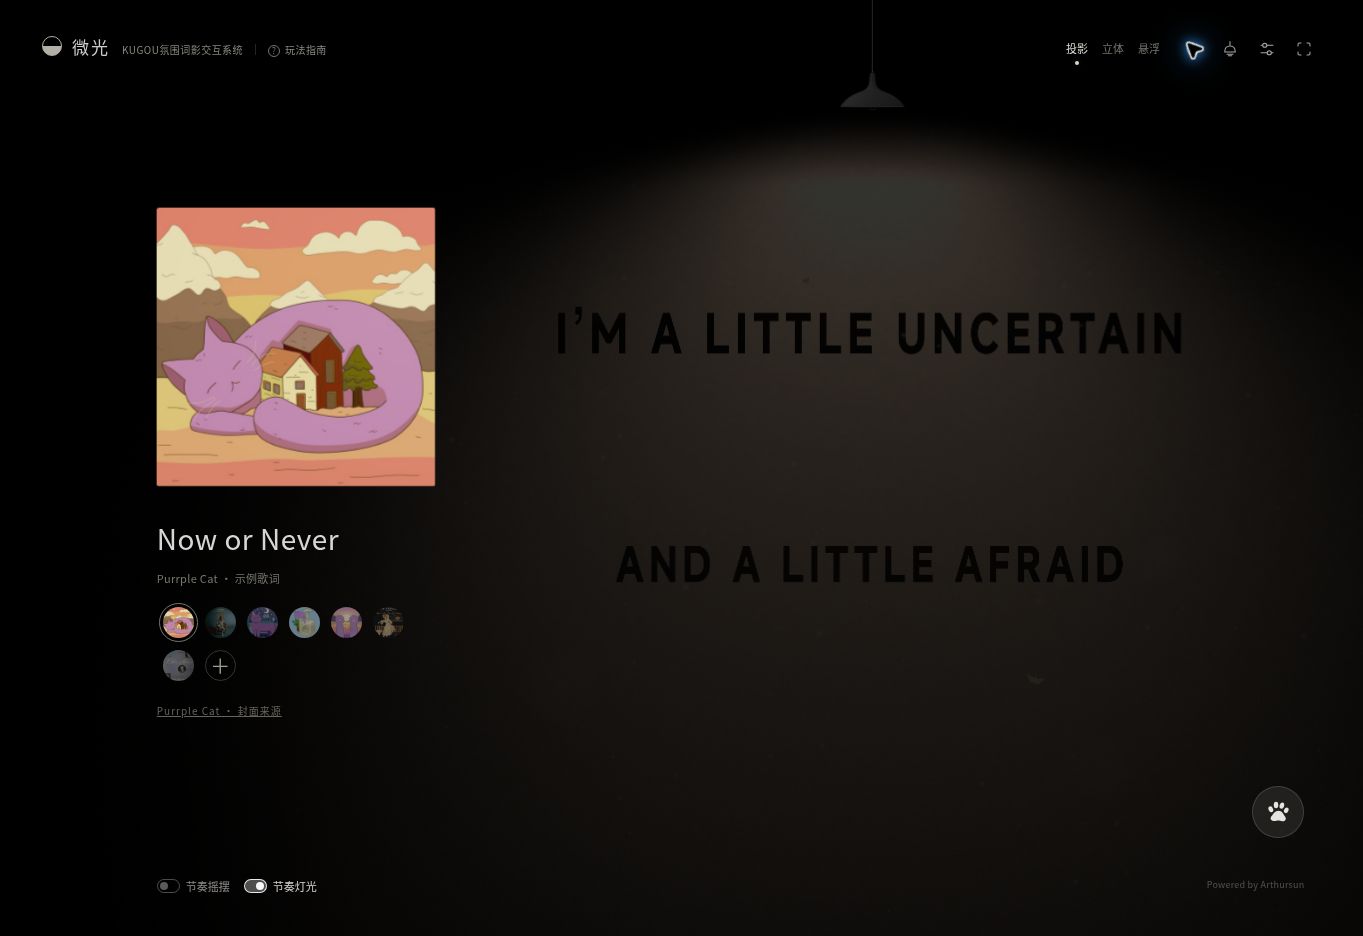 微光 KUGOU氛围词影交互系统 ? 玩法指南
投影 立体 悬浮
I’M A LITTLE UNCERTAIN
AND A LITTLE AFRAID
Now or Never
Purrple Cat · 示例歌词
Purrple Cat · 封面来源
节奏摇摆 节奏灯光
Powered by Arthursun